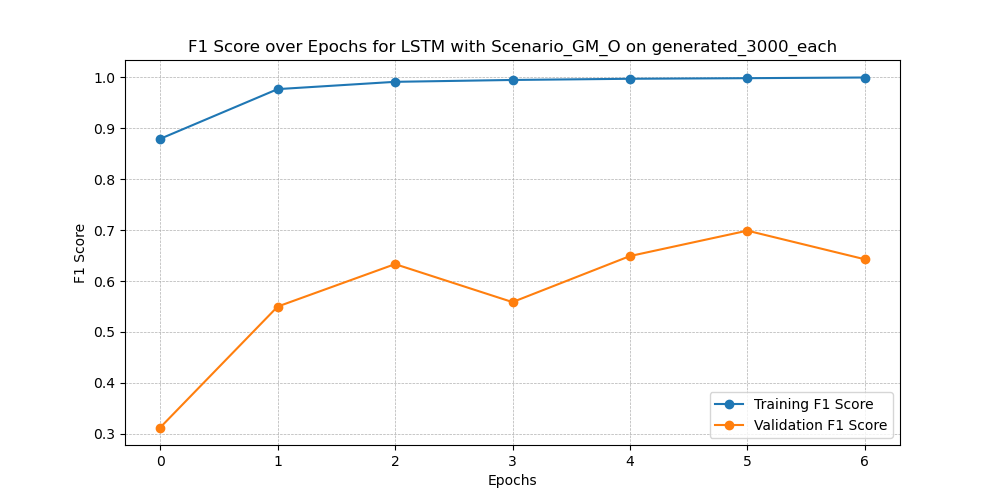 F1 Score over Epochs for LSTM with Scenario_GM_O on generated_3000_each
1.0
0.9
0.8
0.7
0.6
0.5
0.4
0.3
F1 Score
Training F1 Score
Validation F1 Score
0 1 2 3 4 5 6
Epochs